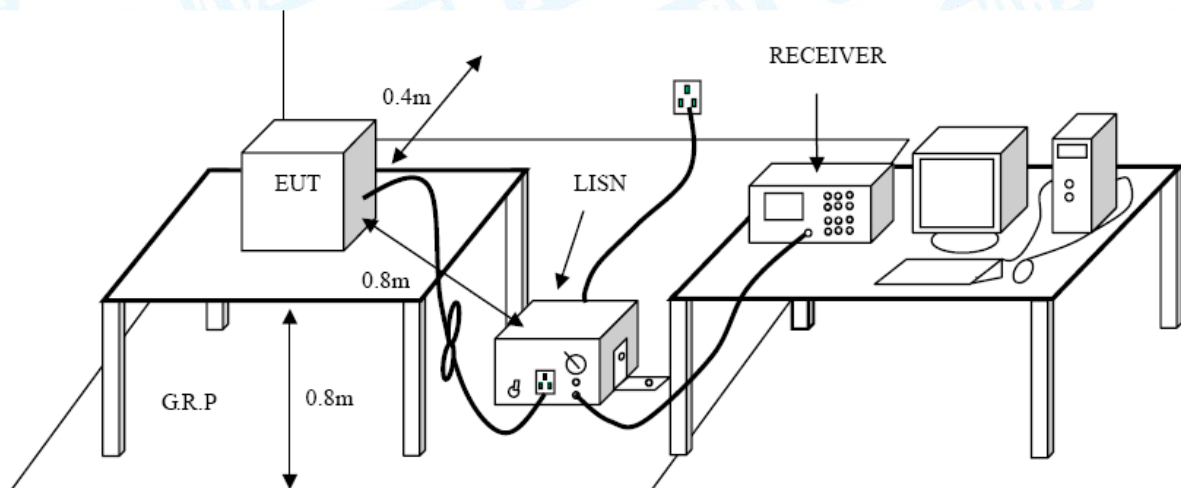 RECEIVER
0.4m
EUT
LISN
0.8m
G.R.P
0.8m